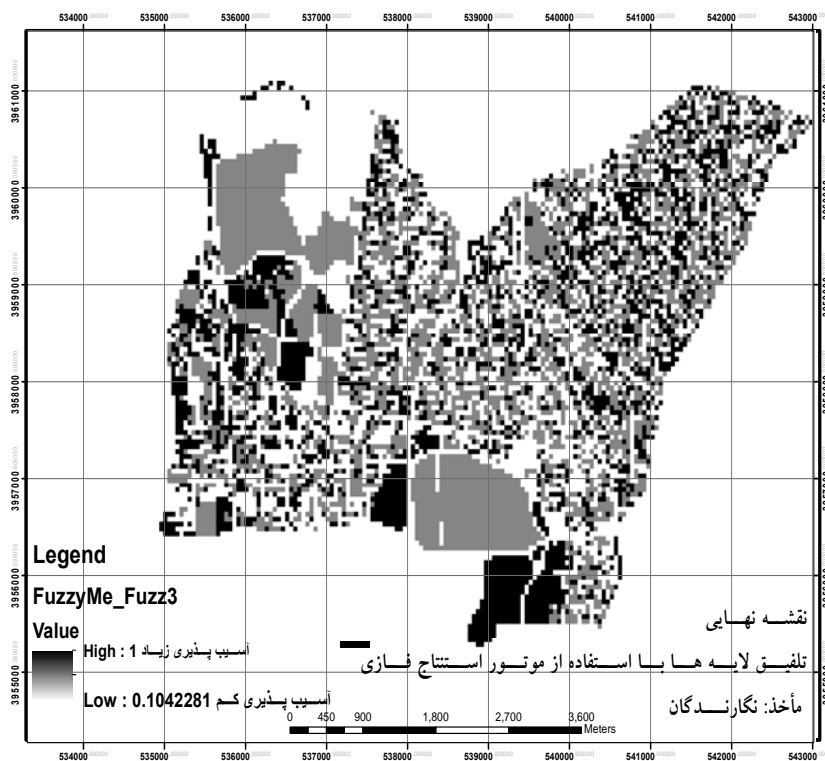 534000 535000 536000 537000 538000 539000 540000 541000 542000 543000
3961000
3960000
3959000
3958000
3957000
3956000
3955000
Legend
FuzzyMe_Fuzz3
Value
High : 1 آسیب پذیری زیاد
Low : 0.1042281 آسیب پذیری کم
نقشه نهایی
تلفیق لایه ها با استفاده از موتور استنتاج فازی
مأخذ: نگارندگان
0 450 900 1,800 2,700 3,600
Meters
534000 535000 536000 537000 538000 539000 540000 541000 542000 543000